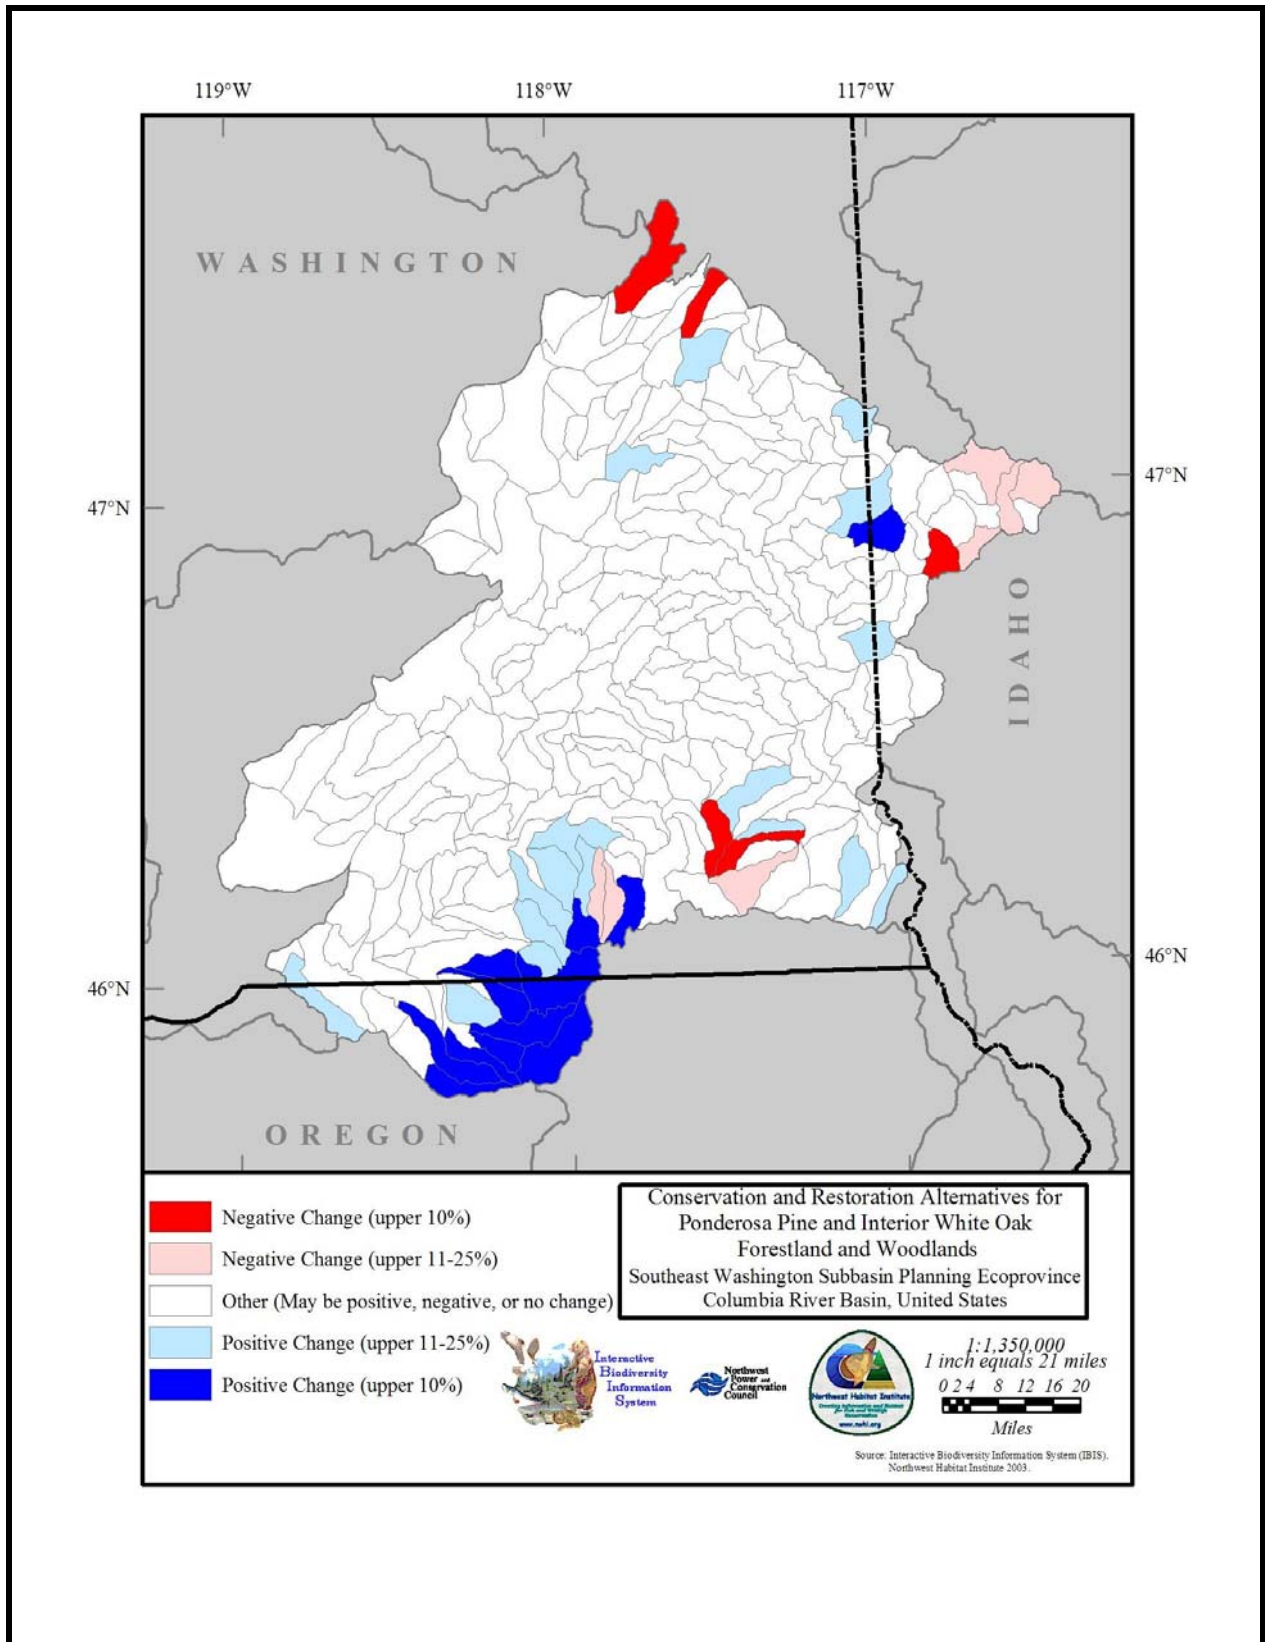 119°W 118°W 117°W
WASHINGTON
47°N
47°N
IDAHO
46°N
46°N
OREGON
Negative Change (upper 10%)
Negative Change (upper 11-25%)
Other (May be positive, negative, or no change)
Positive Change (upper 11-25%)
Positive Change (upper 10%)
Conservation and Restoration Alternatives for
Ponderosa Pine and Interior White Oak
Forestland and Woodlands
Southeast Washington Subbasin Planning Ecoprovince
Columbia River Basin, United States
Interactive
Biodiversity
Information
System
Northwest
Power and
Conservation
Council
Northwest Habitat Institute
www.nwhi.org
1:1,350,000
1 inch equals 21 miles
0 2 4 8 12 16 20
Miles
Source: Interactive Biodiversity Information System (IBIS).
Northwest Habitat Institute 2003.